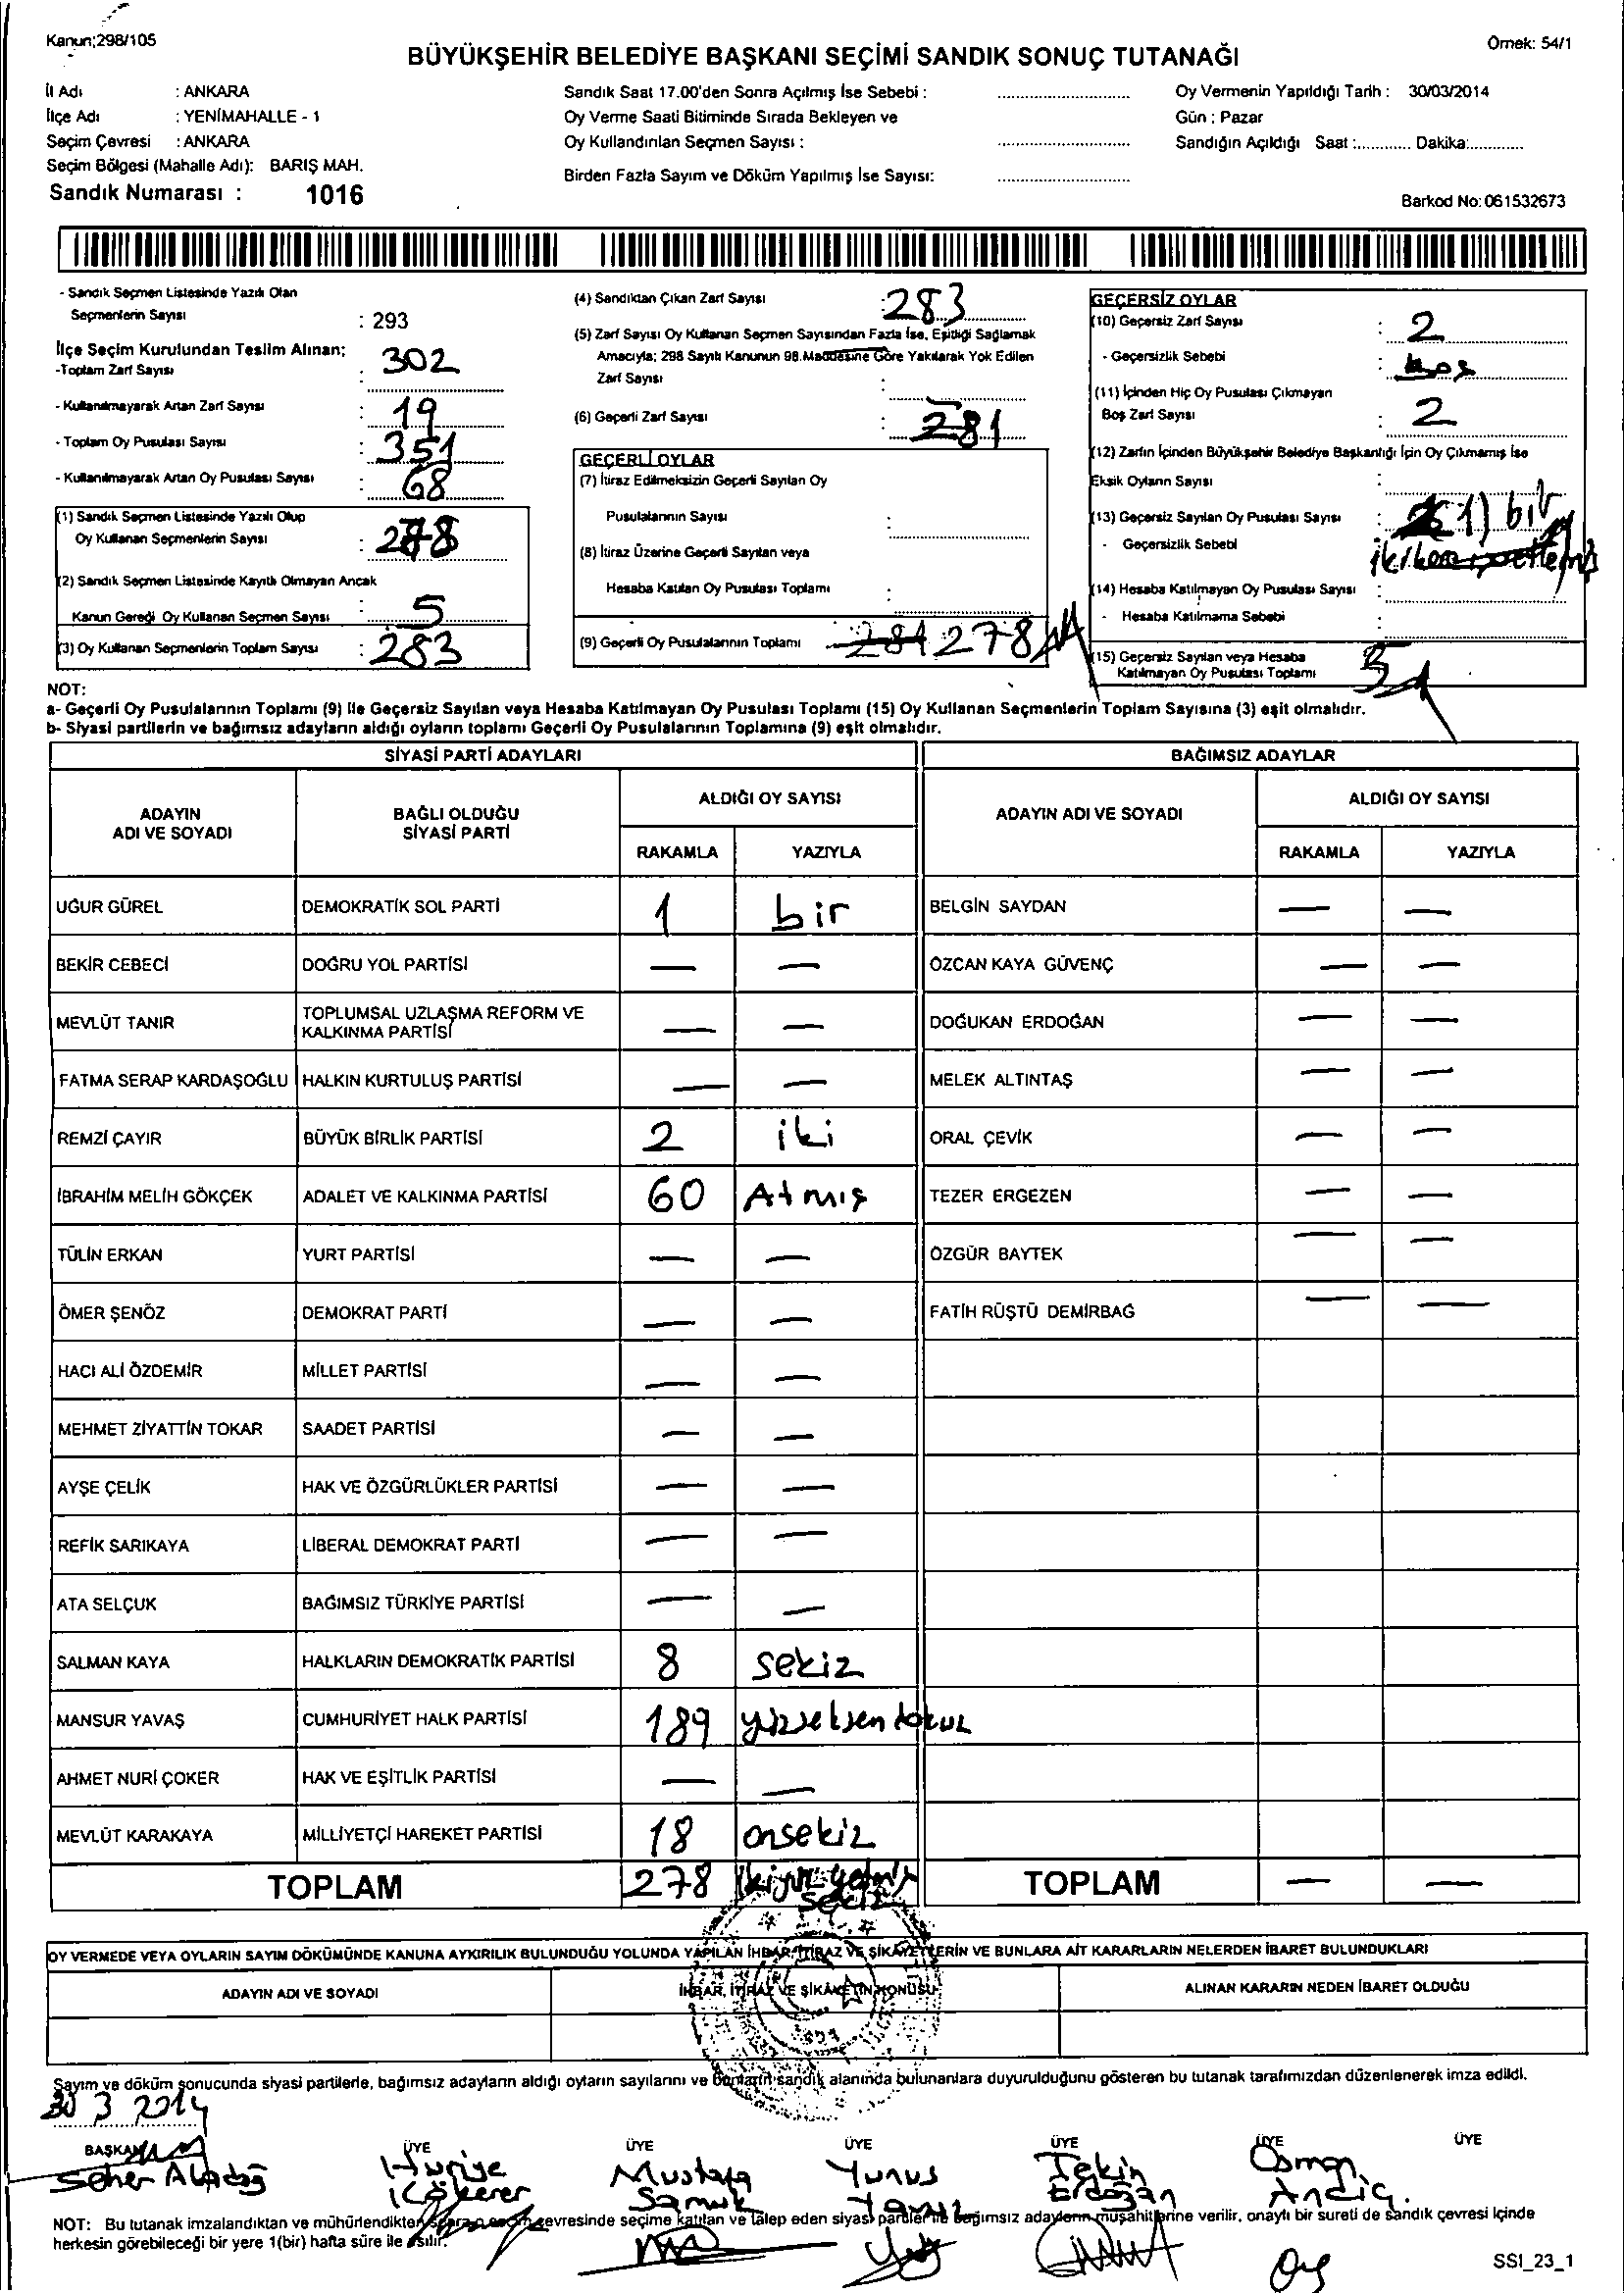 Kanun;298/105
Örnek: 54/1
BÜYÜKŞEHİR BELEDİYE BAŞKANI SEÇİMİ SANDIK SONUÇ TUTANAĞI
İl Adı : ANKARA
İlçe Adı : YENİMAHALLE - 1
Seçim Çevresi : ANKARA
Seçim Bölgesi (Mahalle Adı): BARIŞ MAH.
Sandık Numarası : 1016
Sandık Saat 17.00'den Sonra Açılmış İse Sebebi :
Oy Verme Saati Bitiminde Sırada Bekleyen ve
Oy Kullandırılan Seçmen Sayısı :
Birden Fazla Sayım ve Döküm Yapılmış İse Sayısı:
Oy Vermenin Yapıldığı Tarih : 30/03/2014
Gün : Pazar
Sandığın Açıldığı Saat :............ Dakika:............
Barkod No: 061532673
- Sandık Seçmen Listesinde Yazılı Olan
Seçmenlerin Sayısı : 293
İlçe Seçim Kurulundan Teslim Alınan;
-Toplam Zarf Sayısı : 302
- Kullanılmayarak Artan Zarf Sayısı : 19
- Toplam Oy Pusulası Sayısı : 351
- Kullanılmayarak Artan Oy Pusulası Sayısı : 68
(1) Sandık Seçmen Listesinde Yazılı Olup
Oy Kullanan Seçmenlerin Sayısı : 278
(2) Sandık Seçmen Listesinde Kayıtlı Olmayan Ancak
Kanun Gereği Oy Kullanan Seçmen Sayısı : 5
(3) Oy Kullanan Seçmenlerin Toplam Sayısı : 283
(4) Sandıktan Çıkan Zarf Sayısı : 283
(5) Zarf Sayısı Oy Kullanan Seçmen Sayısından Fazla İse, Eşitliği Sağlamak
Amacıyla; 298 Sayılı Kanunun 98.Maddesine Göre Yakılarak Yok Edilen
Zarf Sayısı :
(6) Geçerli Zarf Sayısı : 281
GEÇERLİ OYLAR
(7) İtiraz Edilmeksizin Geçerli Sayılan Oy
Pusulalarının Sayısı :
(8) İtiraz Üzerine Geçerli Sayılan veya
Hesaba Katılan Oy Pusulası Toplamı :
(9) Geçerli Oy Pusulalarının Toplamı : 281 278
GEÇERSİZ OYLAR
(10) Geçersiz Zarf Sayısı : 2
- Geçersizlik Sebebi : boş
(11) İçinden Hiç Oy Pusulası Çıkmayan
Boş Zarf Sayısı : 2
(12) Zarfın İçinden Büyükşehir Belediye Başkanlığı İçin Oy Çıkmamış İse
Eksik Oyların Sayısı :
(13) Geçersiz Sayılan Oy Pusulası Sayısı : 1) bir
- Geçersizlik Sebebi
(14) Hesaba Katılmayan Oy Pusulası Sayısı
- Hesaba Katılmama Sebebi :
(15) Geçersiz Sayılan veya Hesaba
Katılmayan Oy Pusulası Toplamı :
NOT:
a- Geçerli Oy Pusulalarının Toplamı (9) İle Geçersiz Sayılan veya Hesaba Katılmayan Oy Pusulası Toplamı (15) Oy Kullanan Seçmenlerin Toplam Sayısına (3) eşit olmalıdır.
b- Siyasi partilerin ve bağımsız adayların aldığı oyların toplamı Geçerli Oy Pusulalarının Toplamına (9) eşit olmalıdır.
SİYASİ PARTİ ADAYLARI
BAĞIMSIZ ADAYLAR
ADAYIN ADI VE SOYADI
BAĞLI OLDUĞU SİYASİ PARTİ
ALDIĞI OY SAYISI
RAKAMLA YAZIYLA
ADAYIN ADI VE SOYADI
ALDIĞI OY SAYISI
RAKAMLA YAZIYLA
UĞUR GÜREL DEMOKRATİK SOL PARTİ 1 bir BELGİN SAYDAN — —
BEKİR CEBECİ DOĞRU YOL PARTİSİ — — ÖZCAN KAYA GÜVENÇ — —
MEVLÜT TANIR TOPLUMSAL UZLAŞMA REFORM VE KALKINMA PARTİSİ — — DOĞUKAN ERDOĞAN — —
FATMA SERAP KARDAŞOĞLU HALKIN KURTULUŞ PARTİSİ — — MELEK ALTINTAŞ — —
REMZİ ÇAYIR BÜYÜK BİRLİK PARTİSİ 2 iki ORAL ÇEVİK — —
İBRAHİM MELİH GÖKÇEK ADALET VE KALKINMA PARTİSİ 60 Atmış TEZER ERGEZEN — —
TÜLİN ERKAN YURT PARTİSİ — — ÖZGÜR BAYTEK — —
ÖMER ŞENÖZ DEMOKRAT PARTİ — — FATİH RÜŞTÜ DEMİRBAĞ — —
HACI ALİ ÖZDEMİR MİLLET PARTİSİ — —
MEHMET ZİYATTİN TOKAR SAADET PARTİSİ — —
AYŞE ÇELİK HAK VE ÖZGÜRLÜKLER PARTİSİ — —
REFİK SARIKAYA LİBERAL DEMOKRAT PARTİ — —
ATA SELÇUK BAĞIMSIZ TÜRKİYE PARTİSİ — —
SALMAN KAYA HALKLARIN DEMOKRATİK PARTİSİ 8 sekiz
MANSUR YAVAŞ CUMHURİYET HALK PARTİSİ 189 yüzseksendokuz
AHMET NURİ ÇOKER HAK VE EŞİTLİK PARTİSİ — —
MEVLÜT KARAKAYA MİLLİYETÇİ HAREKET PARTİSİ 18 onsekiz
TOPLAM 278 ikiyüz yetmiş sekiz TOPLAM — —
OY VERMEDE VEYA OYLARIN SAYIM DÖKÜMÜNDE KANUNA AYKIRILIK BULUNDUĞU YOLUNDA YAPILAN İHBAR, İTİRAZ VE ŞİKAYETLERİN VE BUNLARA AİT KARARLARIN NELERDEN İBARET BULUNDUKLARI
ADAYIN ADI VE SOYADI İHBAR, İTİRAZ VE ŞİKAYETİN KONUSU ALINAN KARARIN NEDEN İBARET OLDUĞU
Sayım ve döküm sonucunda siyasi partilerle, bağımsız adayların aldığı oyların sayılarını ve bunların sandık alanında bulunanlara duyurulduğunu gösteren bu tutanak tarafımızdan düzenlenerek imza edildi.
30 3 2014
BAŞKAN ÜYE ÜYE ÜYE ÜYE ÜYE ÜYE
Seher Huriye Mustafa Yunus Tekin Osman
Kökerer Samuk Yavuz Erdoğan
NOT: Bu tutanak imzalandıktan ve mühürlendikten sonra seçim çevresinde seçime katılan ve talep eden siyasi partiler ile bağımsız adayların müşahitlerine verilir, onaylı bir sureti de sandık çevresi içinde
herkesin görebileceği bir yere 1(bir) hafta süre ile asılır.
SSI_23_1